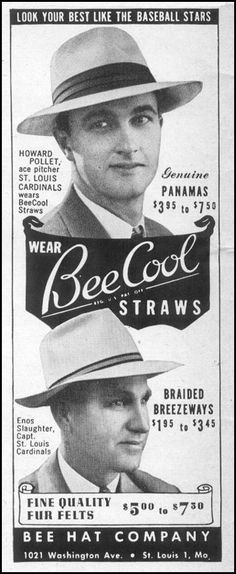 LOOK YOUR BEST LIKE THE BASEBALL STARS
HOWARD
POLLET,
ace pitcher
ST. LOUIS
CARDINALS
wears
BeeCool
Straws
Genuine
PANAMAS
$395 to $750
WEAR
BeeCool
REG. U.S. PAT. OFF.
STRAWS
Enos
Slaughter,
Capt.
St. Louis
Cardinals
BRAIDED
BREEZEWAYS
$195 to $345
FINE QUALITY
FUR FELTS
$500 to $750
BEE HAT COMPANY
1021 Washington Ave. • St. Louis 1, Mo.